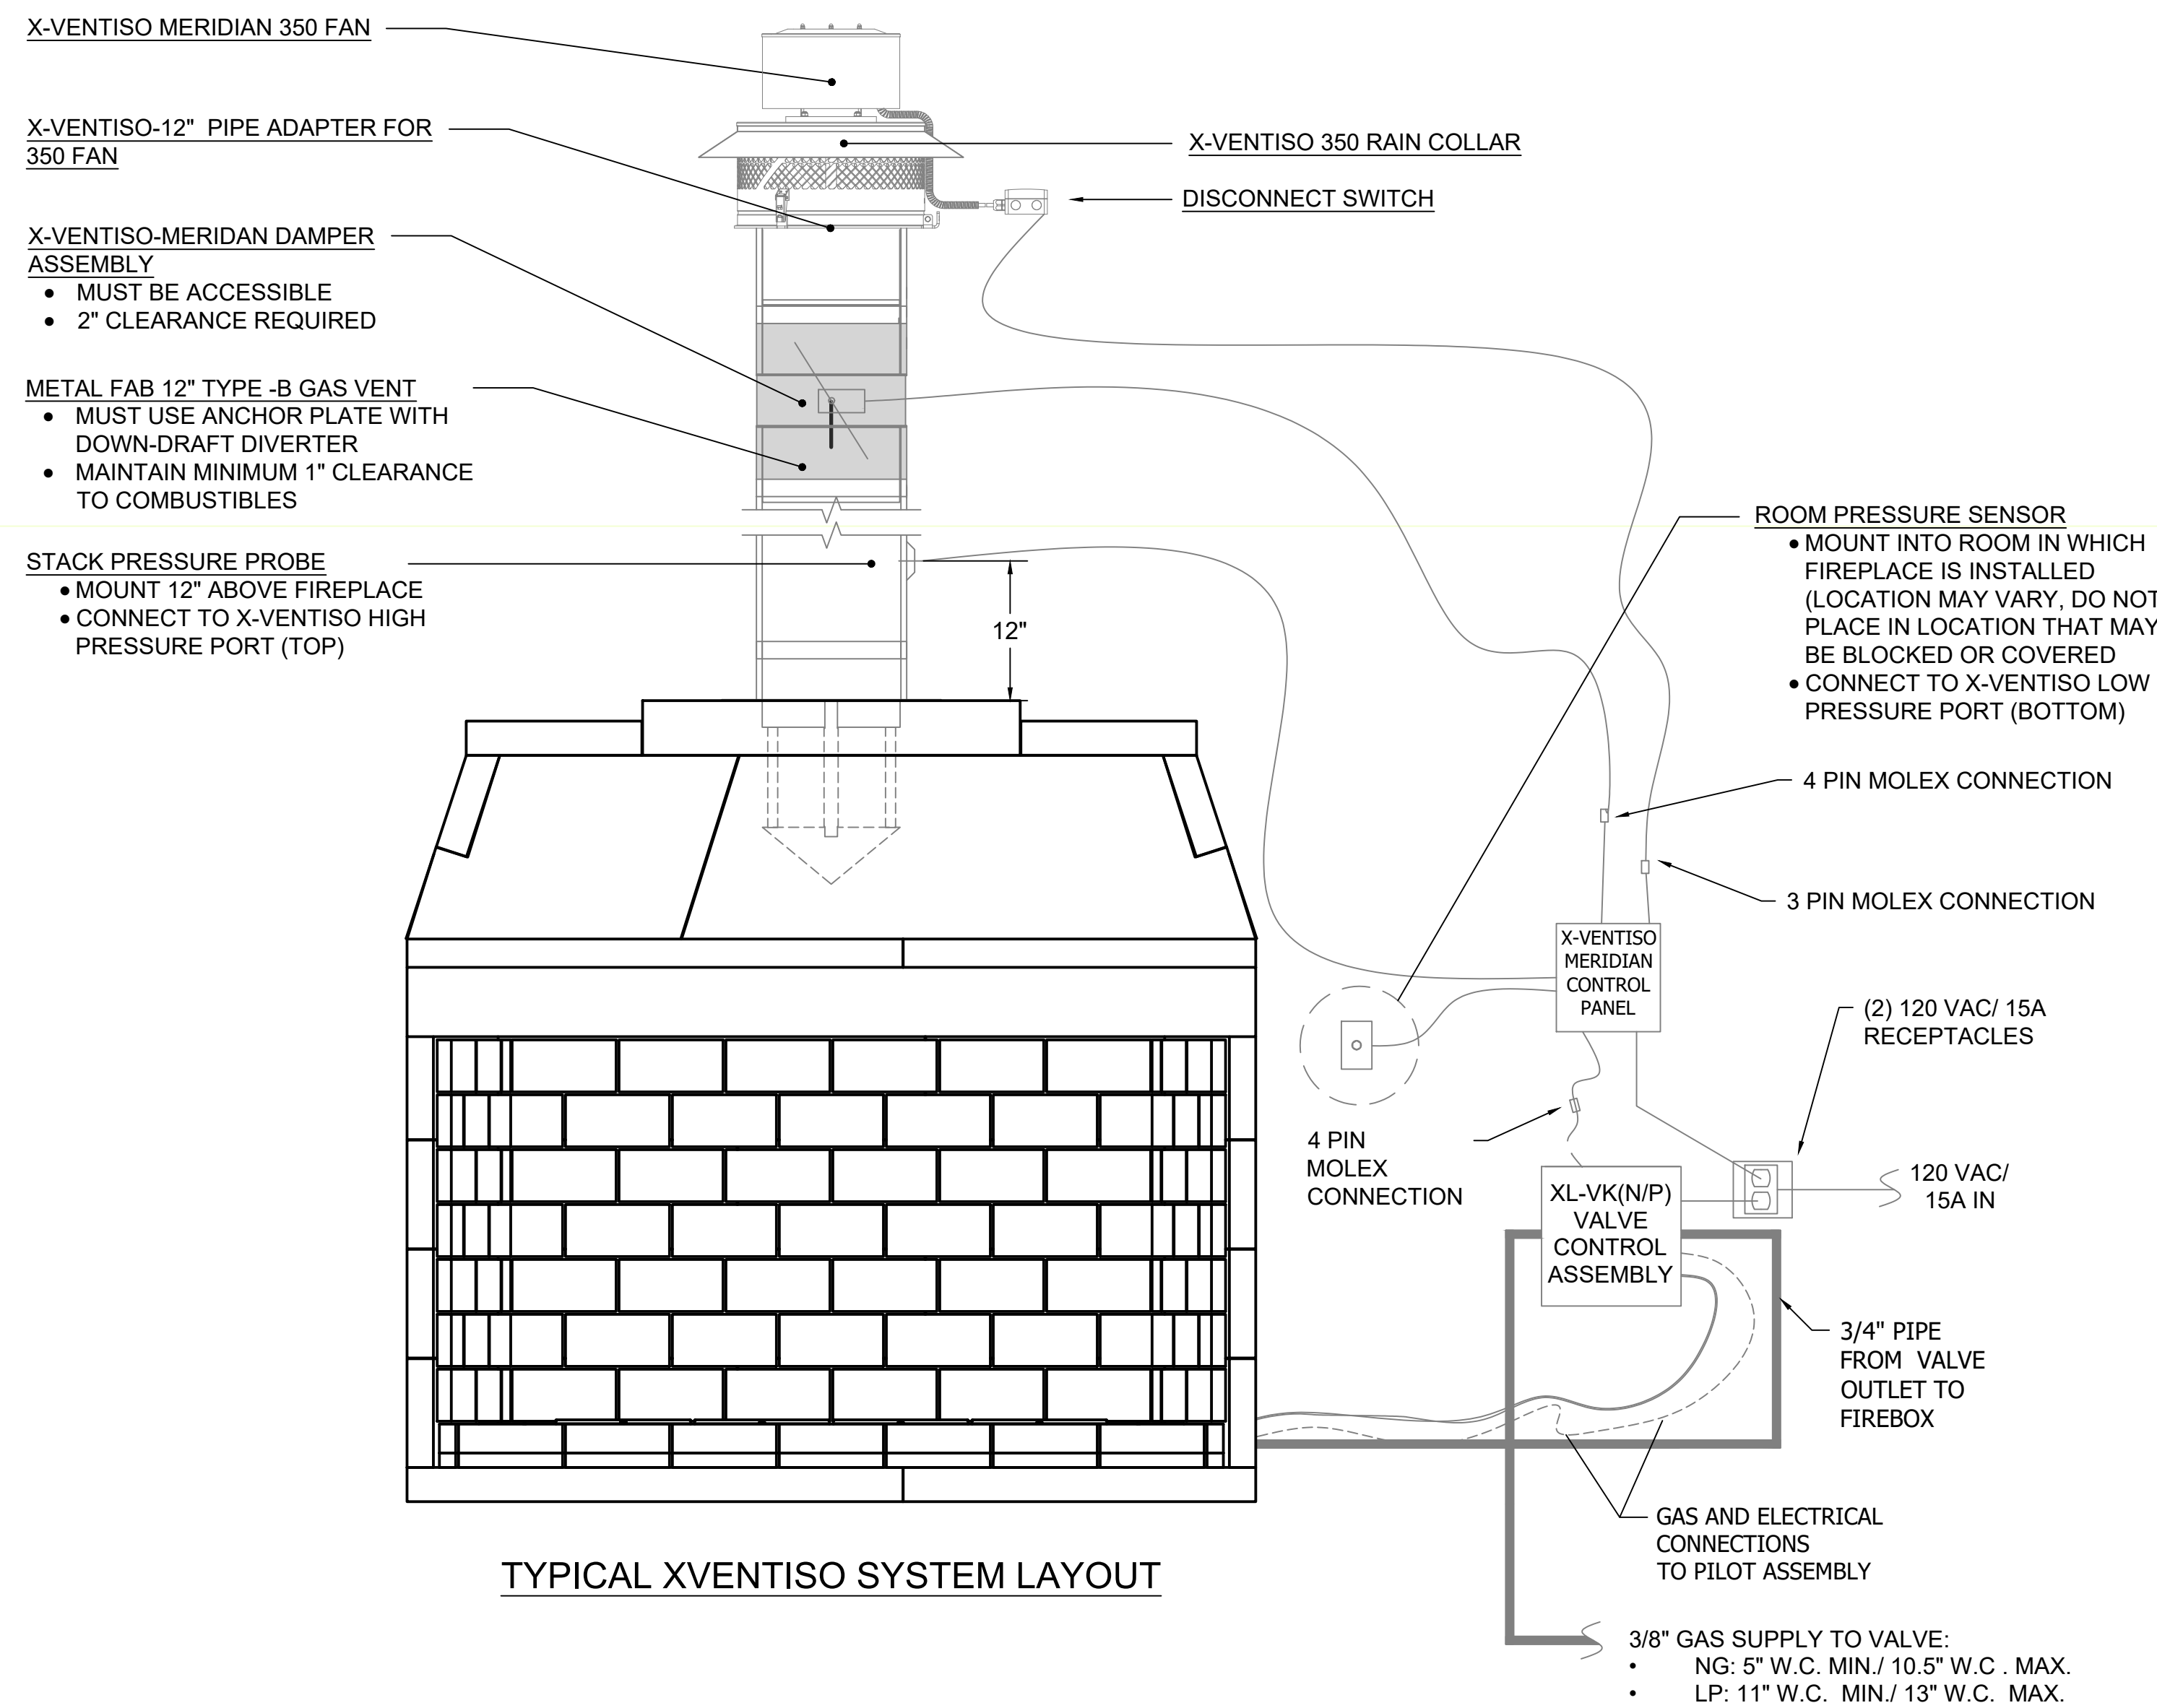 X-VENTISO MERIDIAN 350 FAN
X-VENTISO-12" PIPE ADAPTER FOR
350 FAN
X-VENTISO-MERIDAN DAMPER
ASSEMBLY
• MUST BE ACCESSIBLE
• 2" CLEARANCE REQUIRED
METAL FAB 12" TYPE -B GAS VENT
• MUST USE ANCHOR PLATE WITH
DOWN-DRAFT DIVERTER
• MAINTAIN MINIMUM 1" CLEARANCE
TO COMBUSTIBLES
STACK PRESSURE PROBE
• MOUNT 12" ABOVE FIREPLACE
• CONNECT TO X-VENTISO HIGH
PRESSURE PORT (TOP)
X-VENTISO 350 RAIN COLLAR
DISCONNECT SWITCH
12"
ROOM PRESSURE SENSOR
• MOUNT INTO ROOM IN WHICH
FIREPLACE IS INSTALLED
(LOCATION MAY VARY, DO NOT
PLACE IN LOCATION THAT MAY
BE BLOCKED OR COVERED
• CONNECT TO X-VENTISO LOW
PRESSURE PORT (BOTTOM)
4 PIN MOLEX CONNECTION
3 PIN MOLEX CONNECTION
X-VENTISO
MERIDIAN
CONTROL
PANEL
(2) 120 VAC/ 15A
RECEPTACLES
4 PIN
MOLEX
CONNECTION
XL-VK(N/P)
VALVE
CONTROL
ASSEMBLY
120 VAC/
15A IN
3/4" PIPE
FROM VALVE
OUTLET TO
FIREBOX
GAS AND ELECTRICAL
CONNECTIONS
TO PILOT ASSEMBLY
TYPICAL XVENTISO SYSTEM LAYOUT
3/8" GAS SUPPLY TO VALVE:
• NG: 5" W.C. MIN./ 10.5" W.C . MAX.
• LP: 11" W.C. MIN./ 13" W.C. MAX.